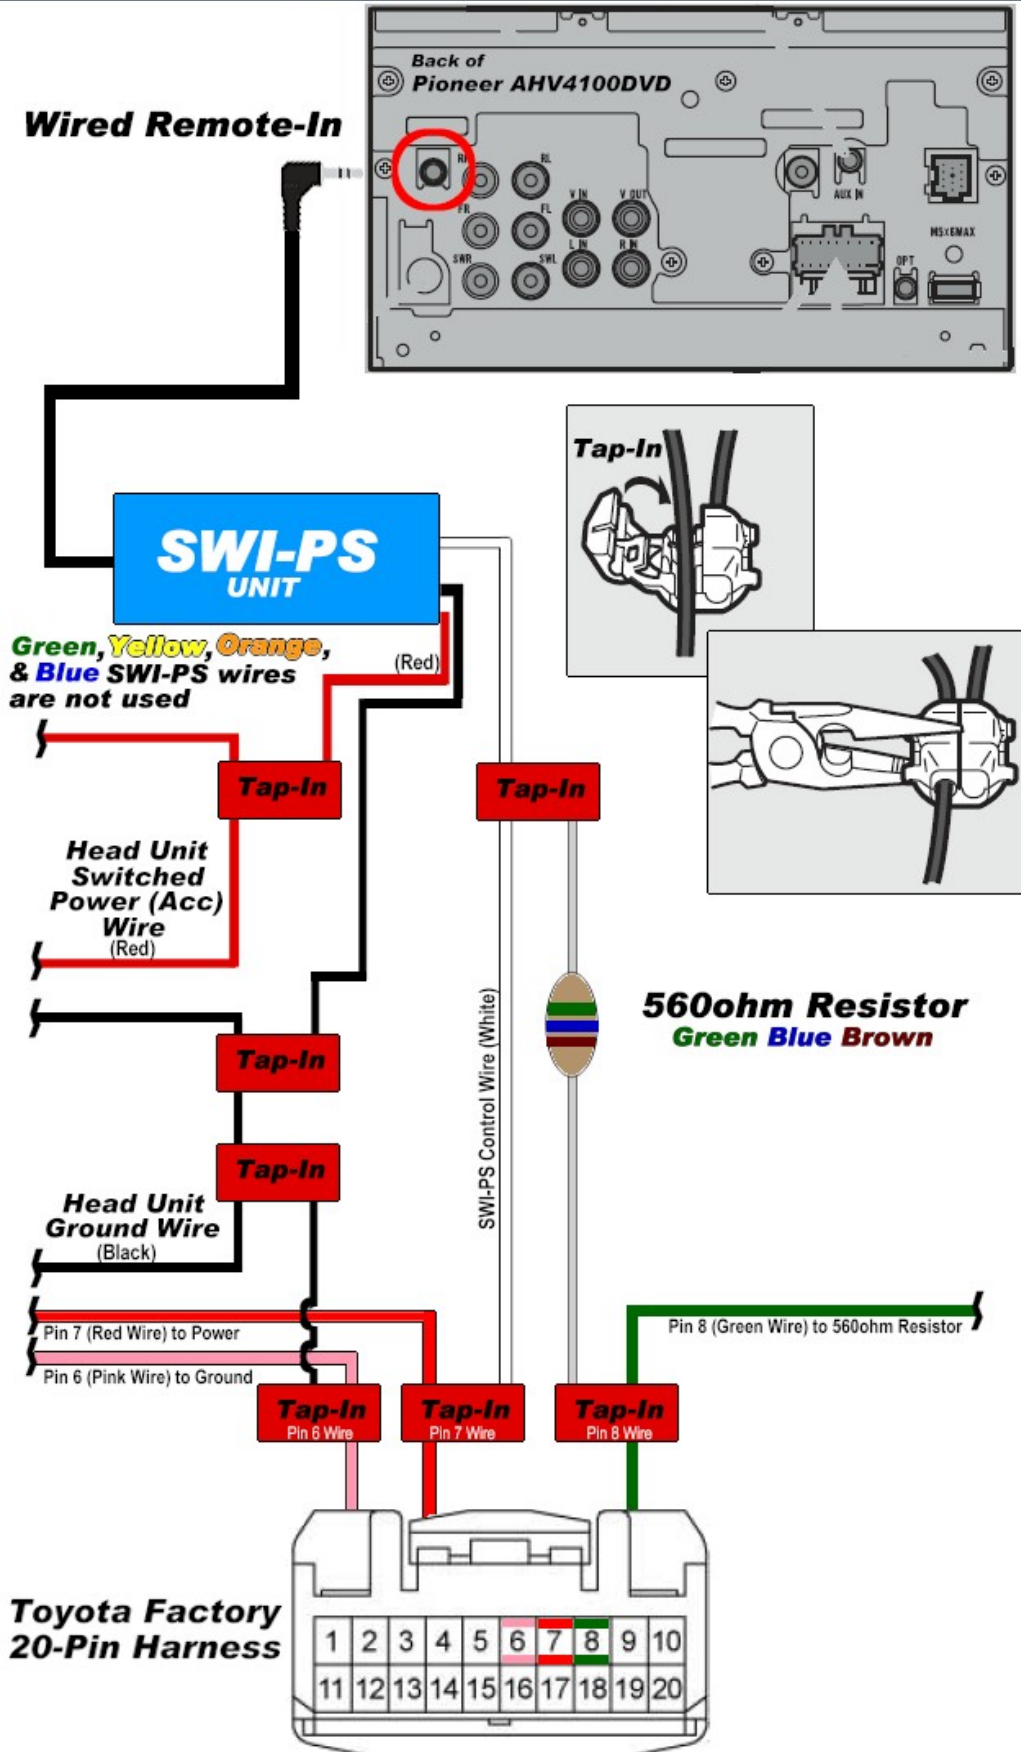 Back of
Pioneer AHV4100DVD
Wired Remote-In
RL
FR
FL
SWR
SWL
V IN
V OUT
L IN
R IN
AUX IN
M5×6MAX
OPT
Tap-In
SWI-PS
UNIT
Green, Yellow, Orange,
& Blue SWI-PS wires
are not used
(Red)
Tap-In
Tap-In
Head Unit
Switched
Power (Acc)
Wire
(Red)
SWI-PS Control Wire (White)
560ohm Resistor
Green Blue Brown
Tap-In
Tap-In
Head Unit
Ground Wire
(Black)
Pin 7 (Red Wire) to Power
Pin 6 (Pink Wire) to Ground
Pin 8 (Green Wire) to 560ohm Resistor
Tap-In
Pin 6 Wire
Tap-In
Pin 7 Wire
Tap-In
Pin 8 Wire
Toyota Factory
20-Pin Harness
1 2 3 4 5 6 7 8 9 10
11 12 13 14 15 16 17 18 19 20